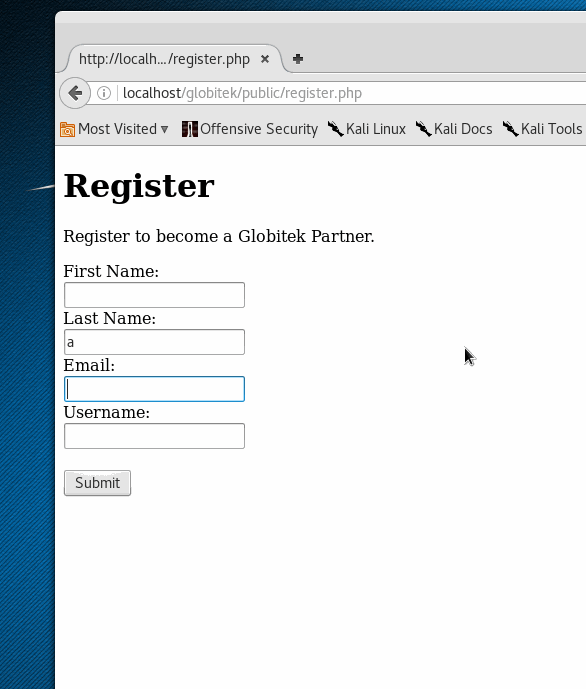 http://localh.../register.php
localhost/globitek/public/register.php
Most Visited Offensive Security Kali Linux Kali Docs Kali Tools
Register
Register to become a Globitek Partner.
First Name:
Last Name:
a
Email:
Username:
Submit